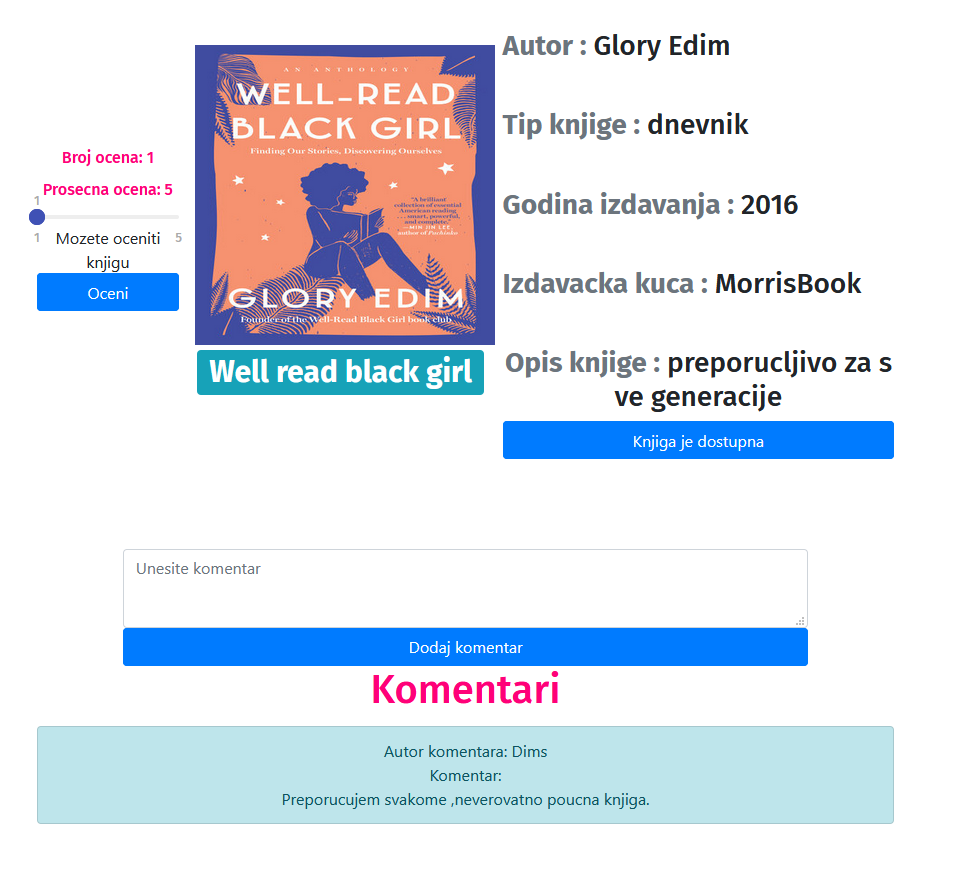 Broj ocena: 1
Prosecna ocena: 5
1
1
Mozete oceniti
5
knjigu
Oceni
AN ANTHOLOGY
WELL-READ
BLACK GIRL
Finding Our Stories, Discovering Ourselves
"A brilliant
collection of essential
American reading
... smart, powerful,
and complete."
—MIN JIN LEE,
author of Pachinko
GLORY EDIM
Founder of the Well-Read Black Girl book club
Well read black girl
Autor : Glory Edim
Tip knjige : dnevnik
Godina izdavanja : 2016
Izdavacka kuca : MorrisBook
Opis knjige : preporucljivo za s
ve generacije
Knjiga je dostupna
Unesite komentar
Dodaj komentar
Komentari
Autor komentara: Dims
Komentar:
Preporucujem svakome ,neverovatno poucna knjiga.